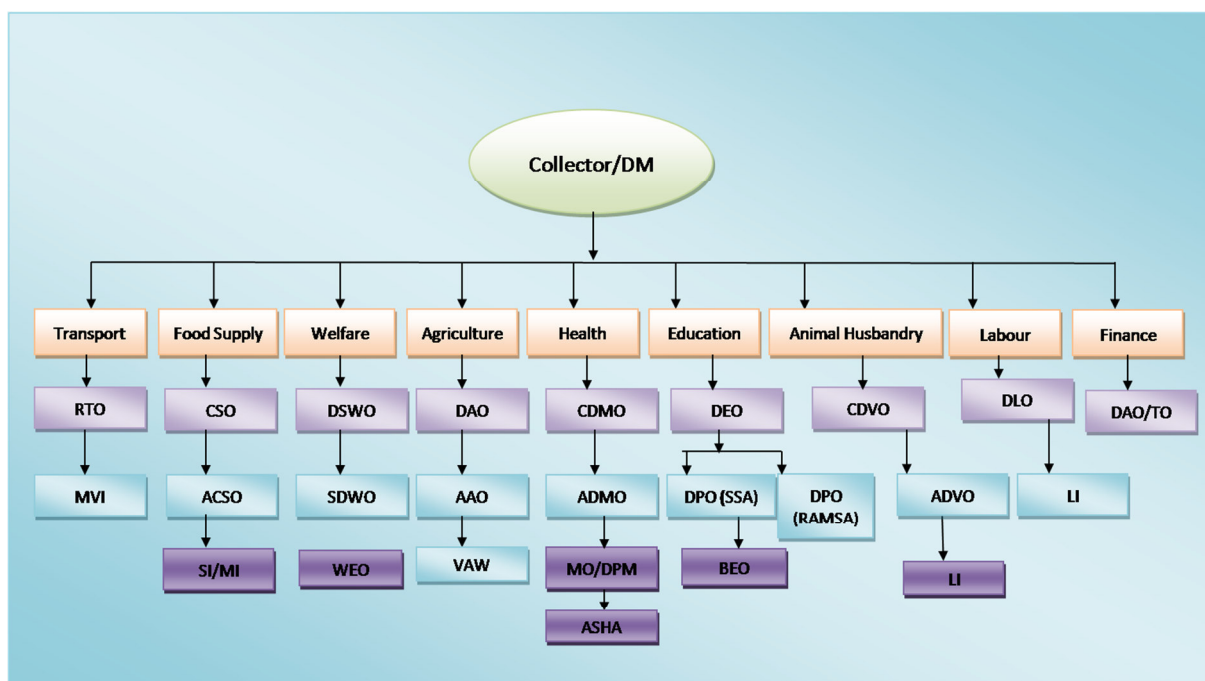 Collector/DM
Transport
Food Supply
Welfare
Agriculture
Health
Education
Animal Husbandry
Labour
Finance
RTO
CSO
DSWO
DAO
CDMO
DEO
CDVO
DLO
DAO/TO
MVI
ACSO
SDWO
AAO
ADMO
DPO (SSA)
DPO
(RAMSA)
ADVO
LI
SI/MI
WEO
VAW
MO/DPM
BEO
LI
ASHA